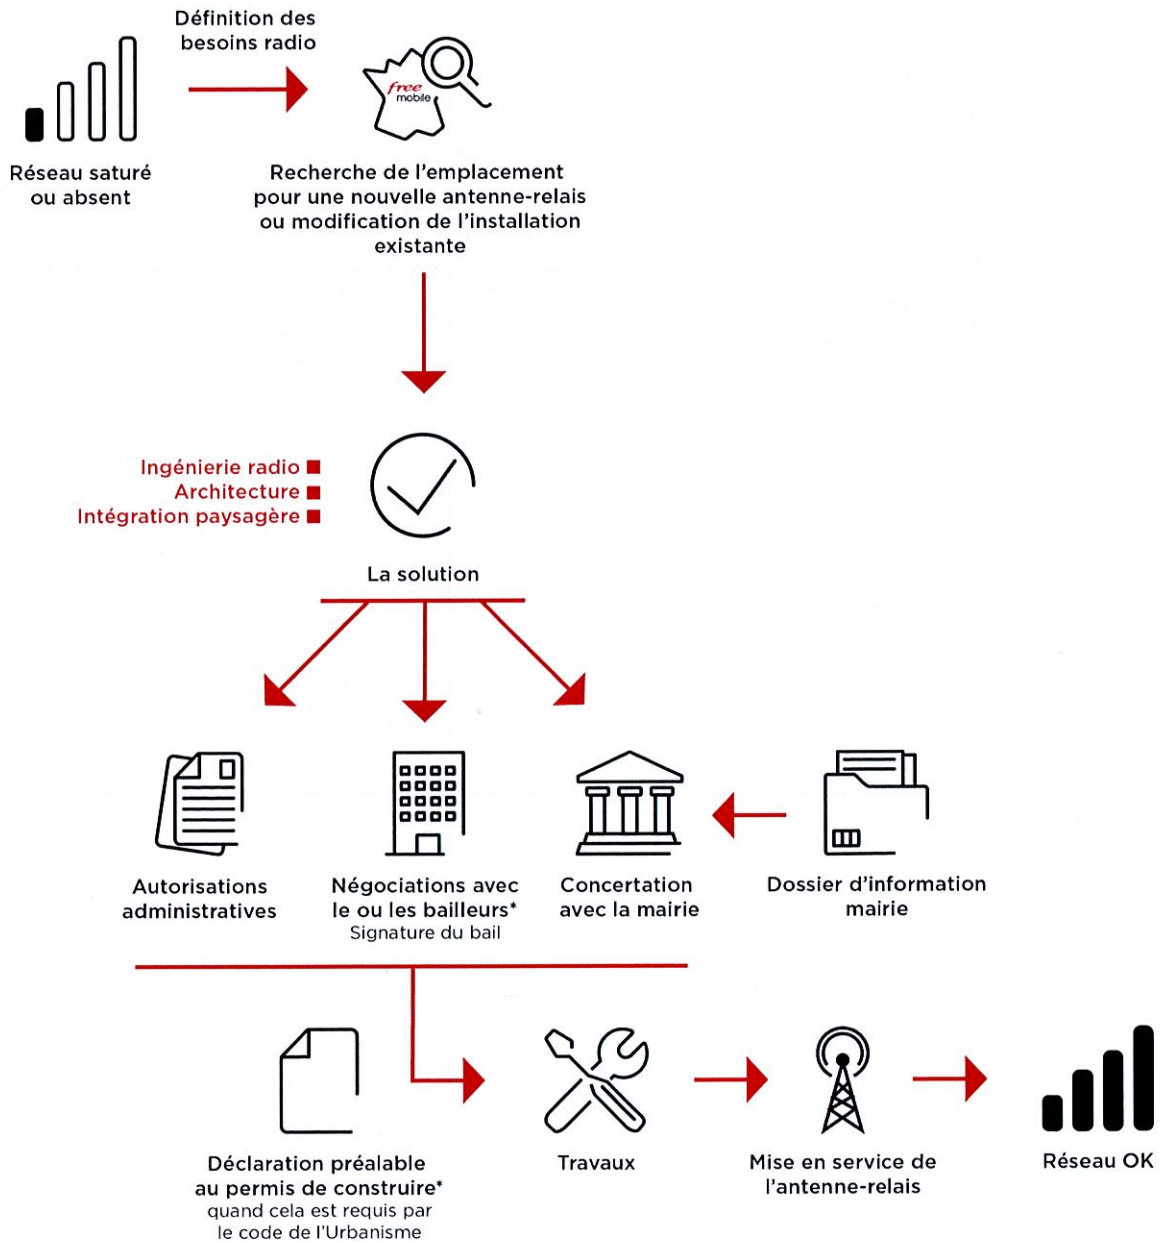 Définition des
besoins radio
free
mobile
Réseau saturé
ou absent
Recherche de l'emplacement
pour une nouvelle antenne-relais
ou modification de l'installation
existante
Ingénierie radio
Architecture
Intégration paysagère
La solution
Autorisations
administratives
Négociations avec
le ou les bailleurs*
Signature du bail
Concertation
avec la mairie
Dossier d'information
mairie
Déclaration préalable
au permis de construire*
quand cela est requis par
le code de l'Urbanisme
Travaux
Mise en service de
l'antenne-relais
Réseau OK